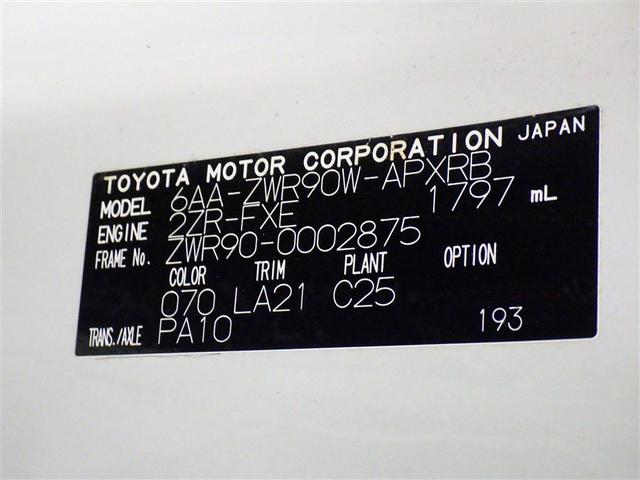 TOYOTA MOTOR CORPORATION JAPAN
MODEL 6AA-ZWR90W-APXRB
ENGINE 2ZR-FXE 1797 mL
FRAME No. ZWR90-0002875
COLOR TRIM PLANT OPTION
070 LA21 C25
TRANS./AXLE PA10 193